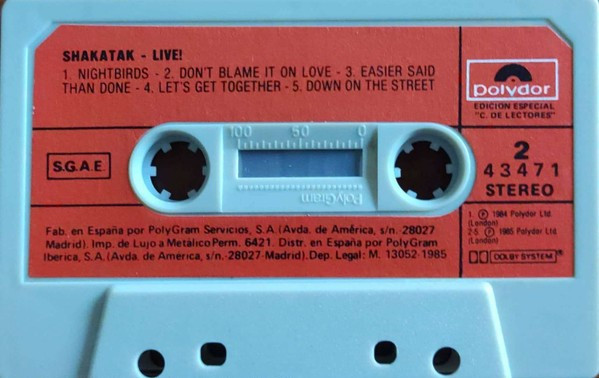 SHAKATAK - LIVE!
1. NIGHTBIRDS - 2. DON'T BLAME IT ON LOVE - 3. EASIER SAID
THAN DONE - 4. LET'S GET TOGETHER - 5. DOWN ON THE STREET
polydor
EDICION ESPECIAL
"C. DE LECTORES"
100 50 0
S.G.A.E.
PolyGram
2
43471
STEREO
Fab. en España por PolyGram Servicios, S.A. (Avda. de América, s/n. 28027
Madrid). Imp. de Lujo a Metálico Perm. 6421. Distr. en España por PolyGram
Iberica, S.A. (Avda. de America, s/n.-28027-Madrid). Dep. Legal: M. 13052-1985
1. Ⓟ 1984 Polydor Ltd.
(London)
2-5 Ⓟ 1985 Polydor Ltd.
(London)
DOLBY SYSTEM